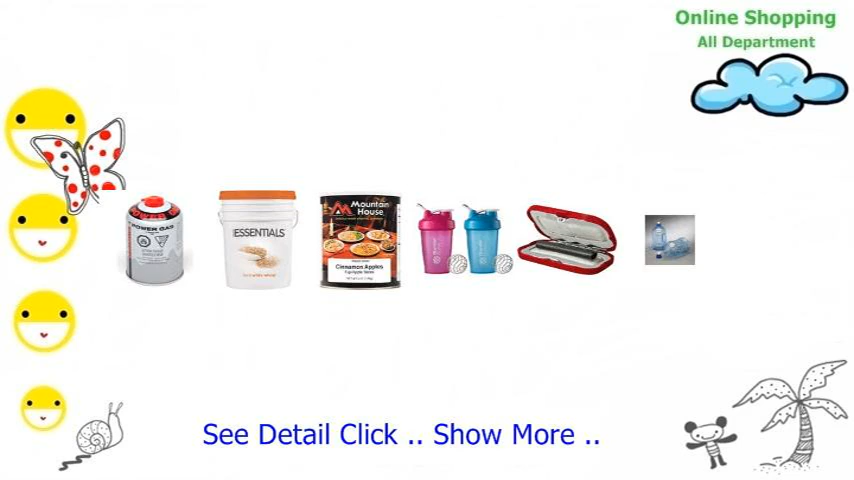 Online Shopping
All Department
POWER GAS
ESSENTIALS
Mountain
House
Cinnamon Apples
See Detail Click .. Show More ..